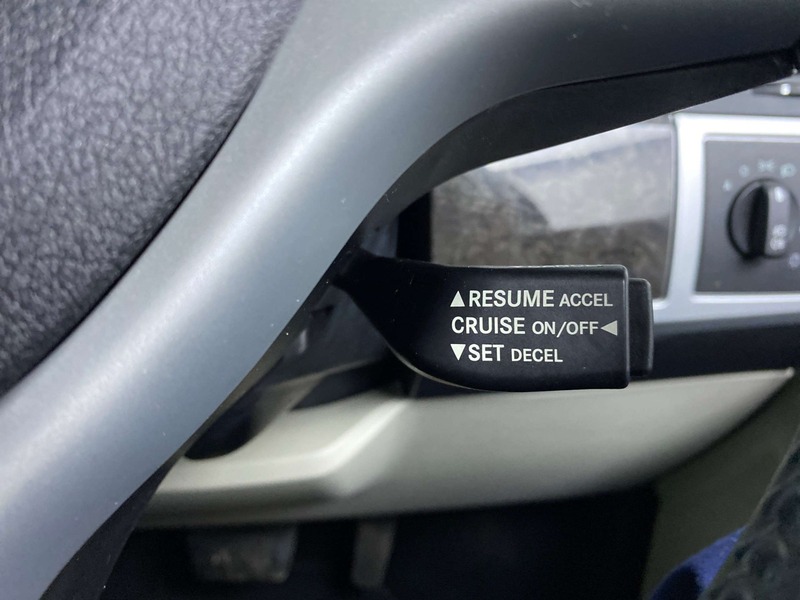 ▲RESUME ACCEL
CRUISE ON/OFF◄
▼SET DECEL